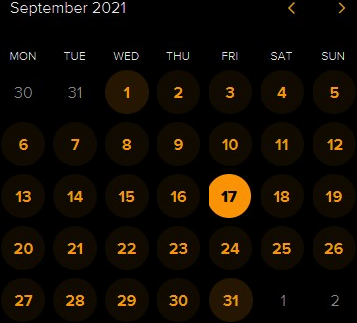 September 2021
MON TUE WED THU FRI SAT SUN
30 31 1 2 3 4 5
6 7 8 9 10 11 12
13 14 15 16 17 18 19
20 21 22 23 24 25 26
27 28 29 30 31 1 2